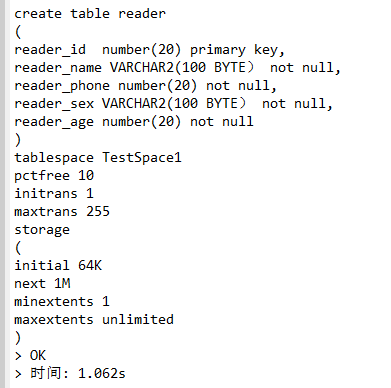 create table reader
(
reader_id  number(20) primary key,
reader_name VARCHAR2(100 BYTE） not null,
reader_phone number(20) not null,
reader_sex VARCHAR2(100 BYTE） not null,
reader_age number(20) not null
)
tablespace TestSpace1
pctfree 10
initrans 1
maxtrans 255
storage
(
initial 64K
next 1M
minextents 1
maxextents unlimited
)
> OK
> 时间: 1.062s